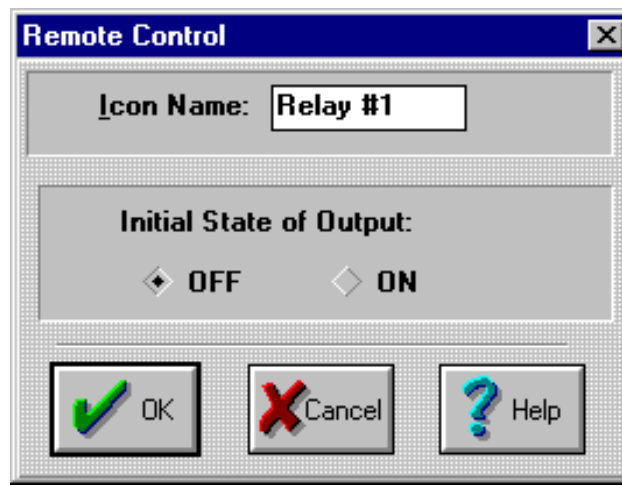 Remote Control
Icon Name: Relay #1
Initial State of Output:
OFF ON
OK Cancel Help